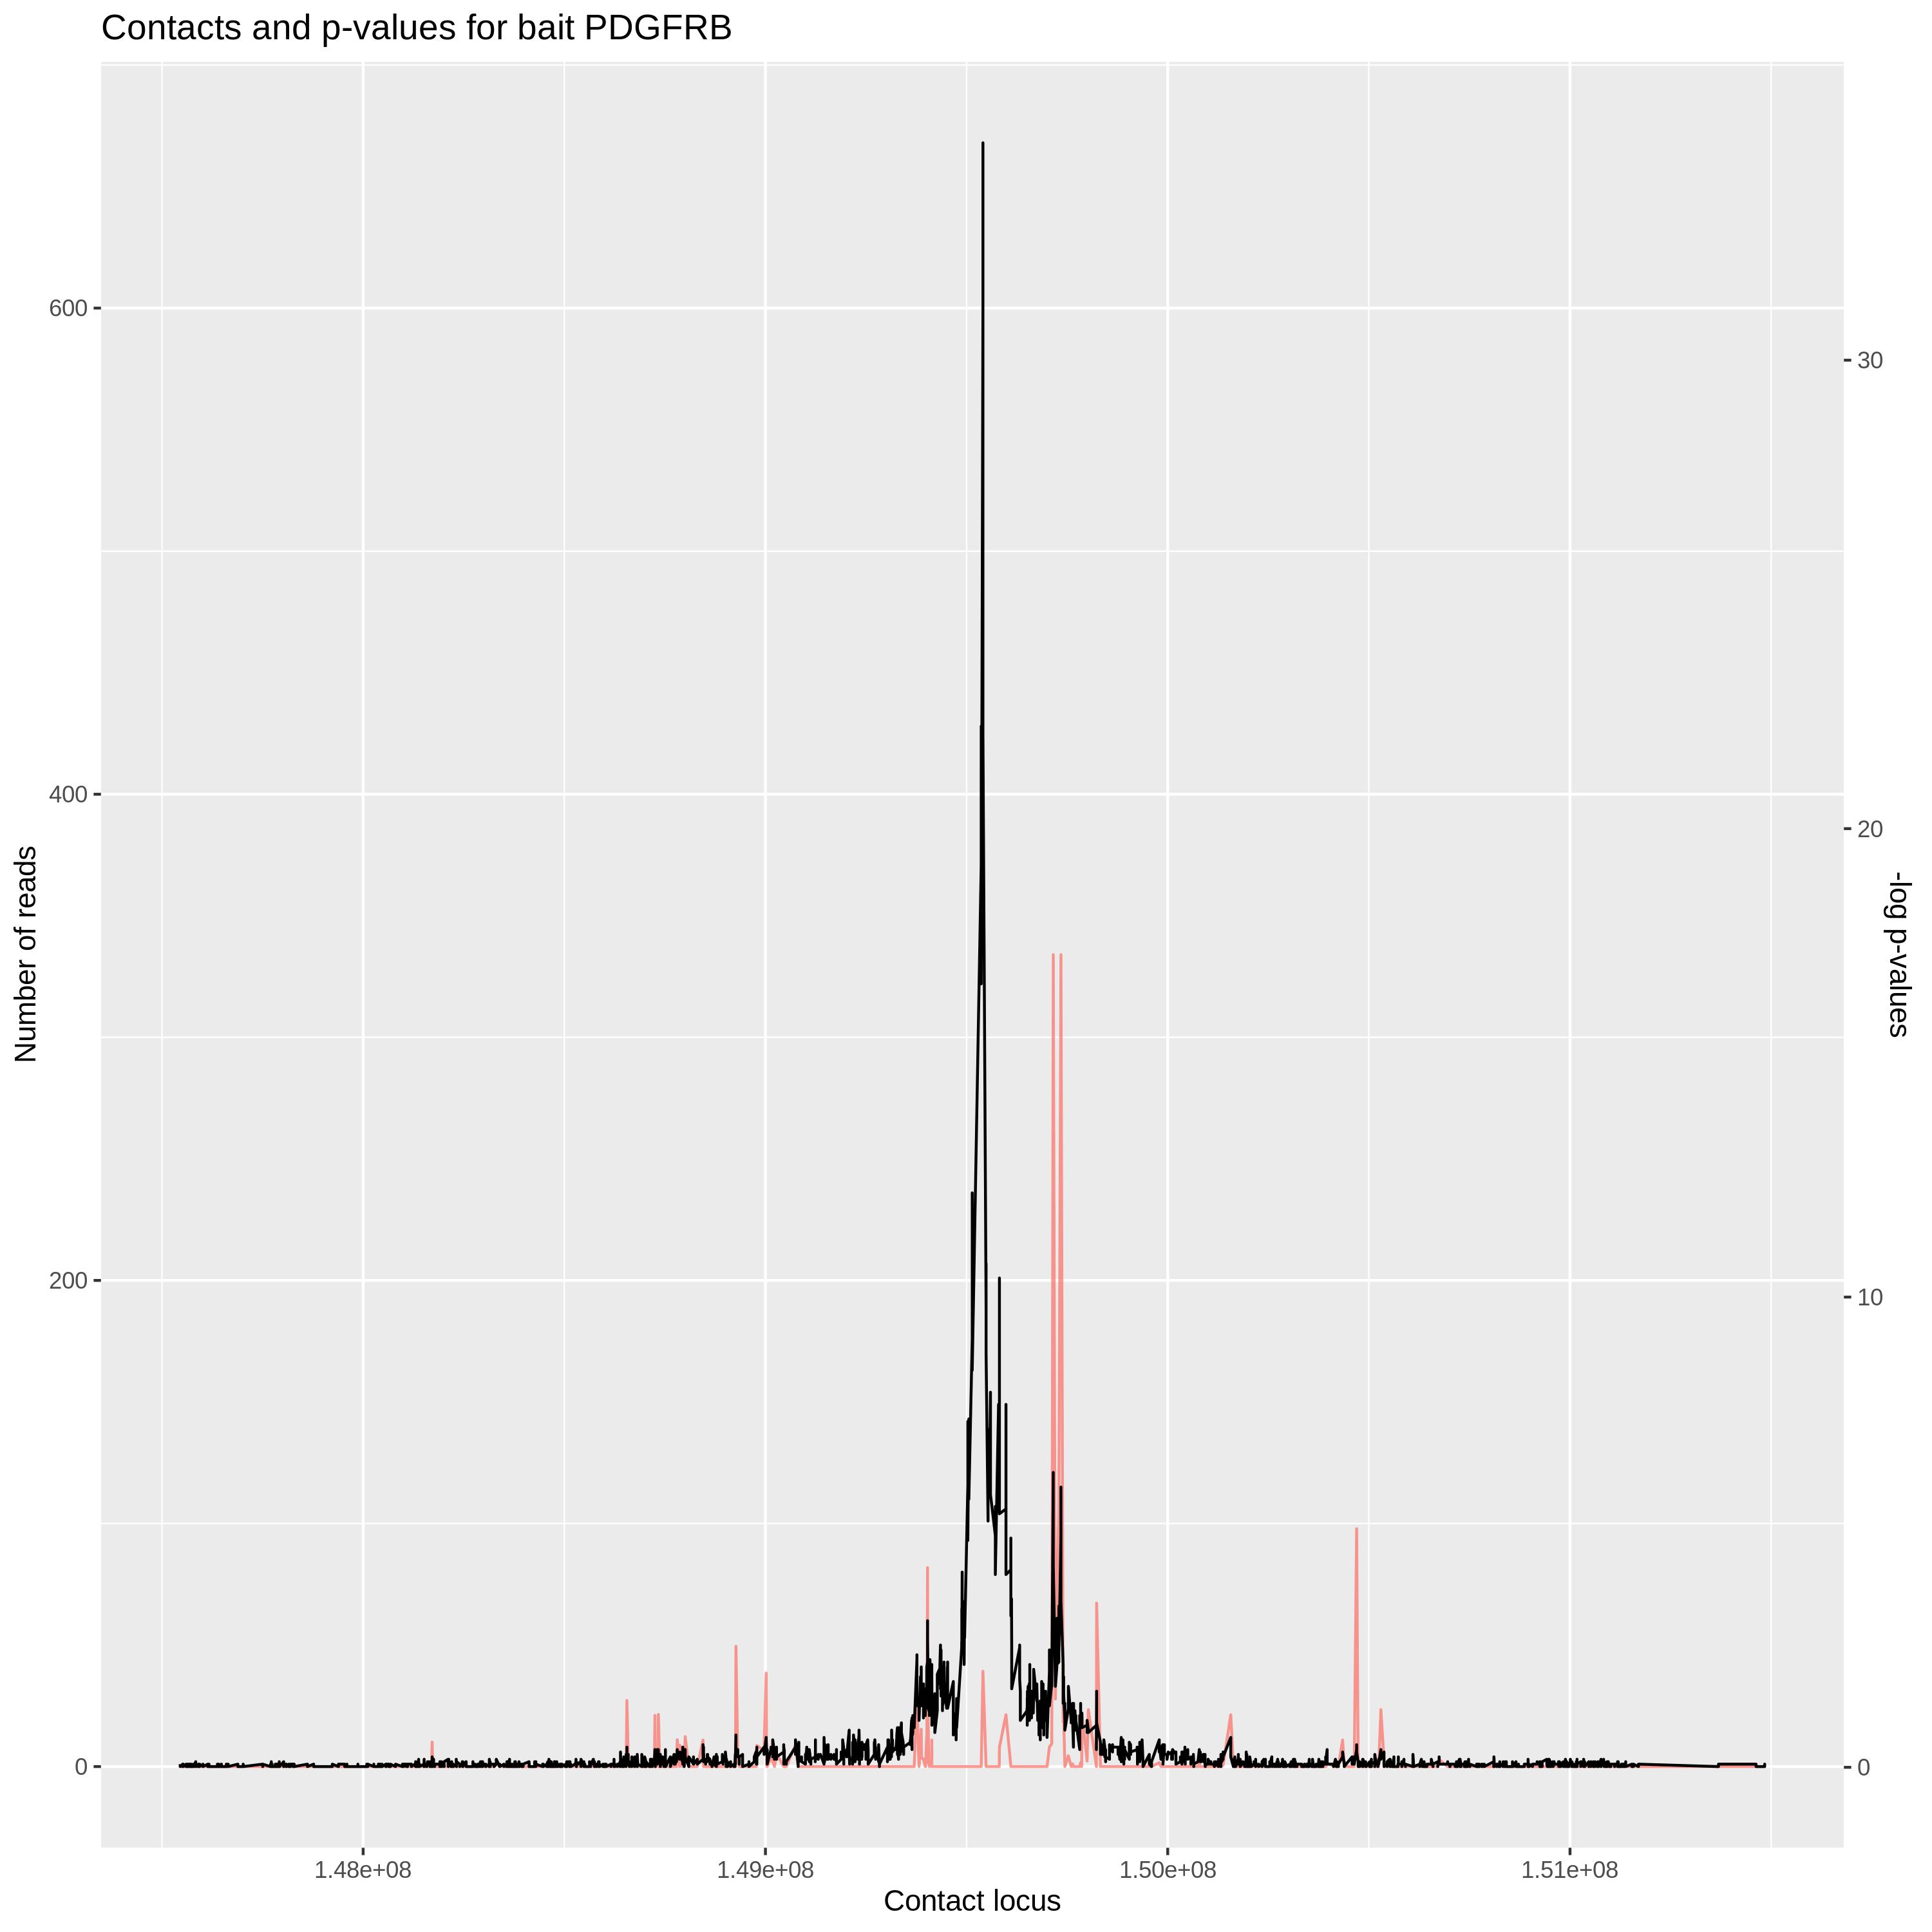 Contacts and p-values for bait PDGFRB
600
400
200
0
Number of reads
30
20
10
0
-log p-values
1.48e+08
1.49e+08
1.50e+08
1.51e+08
Contact locus